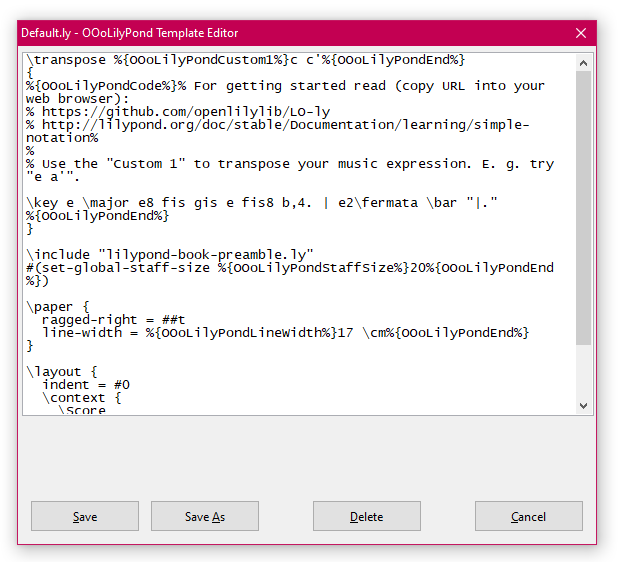 Default.ly - OOoLilyPond Template Editor
\transpose %{OOoLilyPondCustom1%}c c'%{OOoLilyPondEnd%}
{
%{OOoLilyPondCode%}% For getting started read (copy URL into your
web browser):
% https://github.com/openlilylib/LO-ly
% http://lilypond.org/doc/stable/Documentation/learning/simple-
notation%
%
% Use the "Custom 1" to transpose your music expression. E. g. try
"e a'".
\key e \major e8 fis gis e fis8 b,4. | e2\fermata \bar "|."
%{OOoLilyPondEnd%}
}
\include "lilypond-book-preamble.ly"
#(set-global-staff-size %{OOoLilyPondStaffSize%}20%{OOoLilyPondEnd
%})
\paper {
  ragged-right = ##t
  line-width = %{OOoLilyPondLineWidth%}17 \cm%{OOoLilyPondEnd%}
}
\layout {
  indent = #0
  \context {
    \Score
Save Save As Delete Cancel